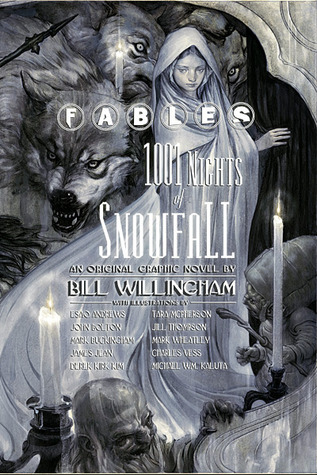 FABLES
1001 NIGHTS
of
SNOWFALL
AN ORIGINAL GRAPHIC NOVEL BY
BILL WILLINGHAM
WITH ILLUSTRATIONS BY
ESAO ANDREWS
JOHN BOLTON
MARK BUCKINGHAM
JAMES JEAN
DEREK KIRK KIM
TARA MCPHERSON
JILL THOMPSON
MARK WHEATLEY
CHARLES VESS
MICHAEL WM. KALUTA